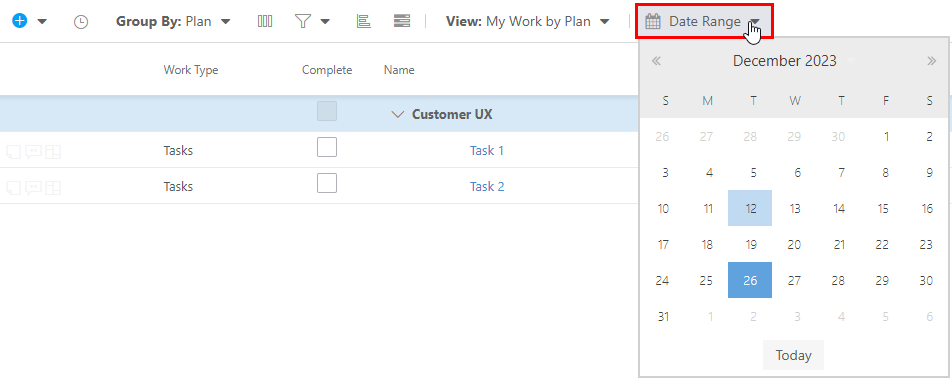 Group By: Plan View: My Work by Plan Date Range
December 2023
Work Type Complete Name
S M T W T F S
Customer UX
26 27 28 29 30 1 2
Tasks Task 1
3 4 5 6 7 8 9
Tasks Task 2
10 11 12 13 14 15 16
17 18 19 20 21 22 23
24 25 26 27 28 29 30
31 1 2 3 4 5 6
Today